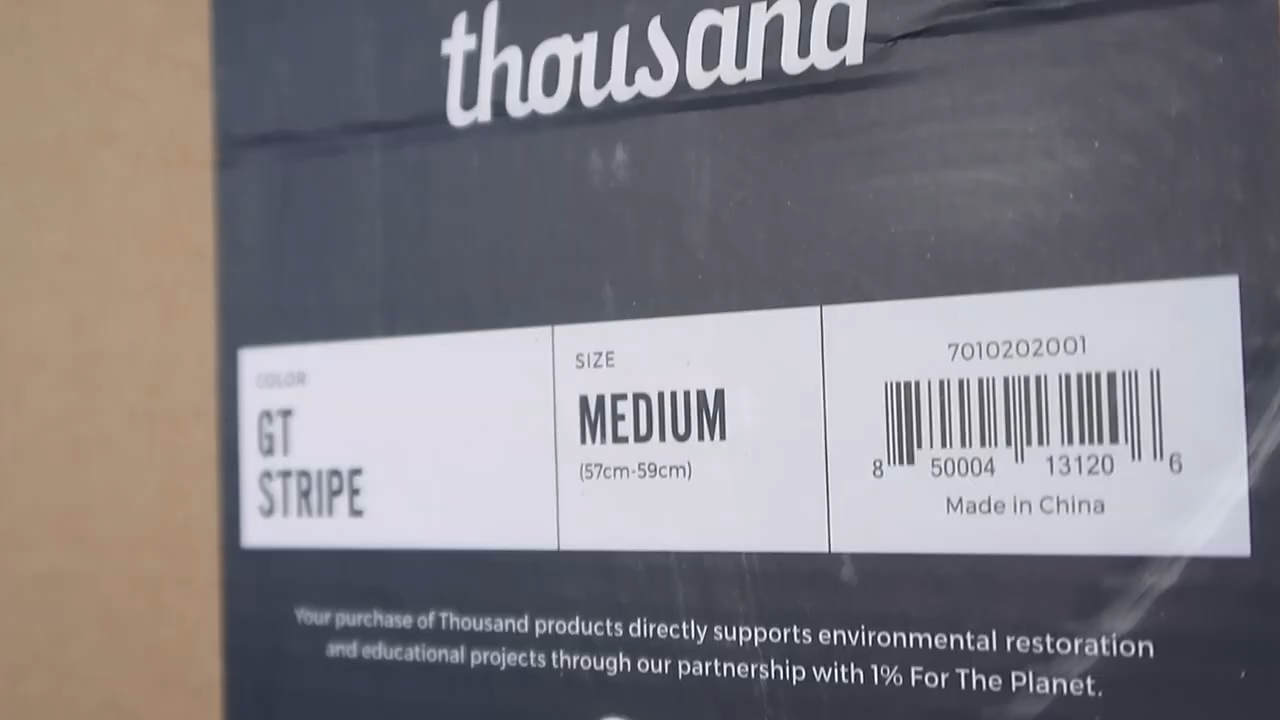 thousand
COLOR
GT
STRIPE
SIZE
MEDIUM
(57cm-59cm)
7010202001
8 50004 13120 6
Made in China
Your purchase of Thousand products directly supports environmental restoration
and educational projects through our partnership with 1% For The Planet.